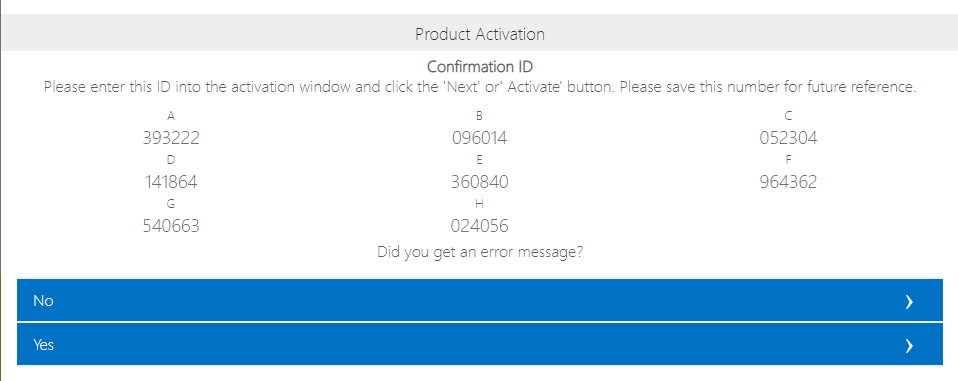 Product Activation
Confirmation ID
Please enter this ID into the activation window and click the 'Next' or' Activate' button. Please save this number for future reference.
A B C
393222 096014 052304
D E F
141864 360840 964362
G H
540663 024056
Did you get an error message?
No
Yes